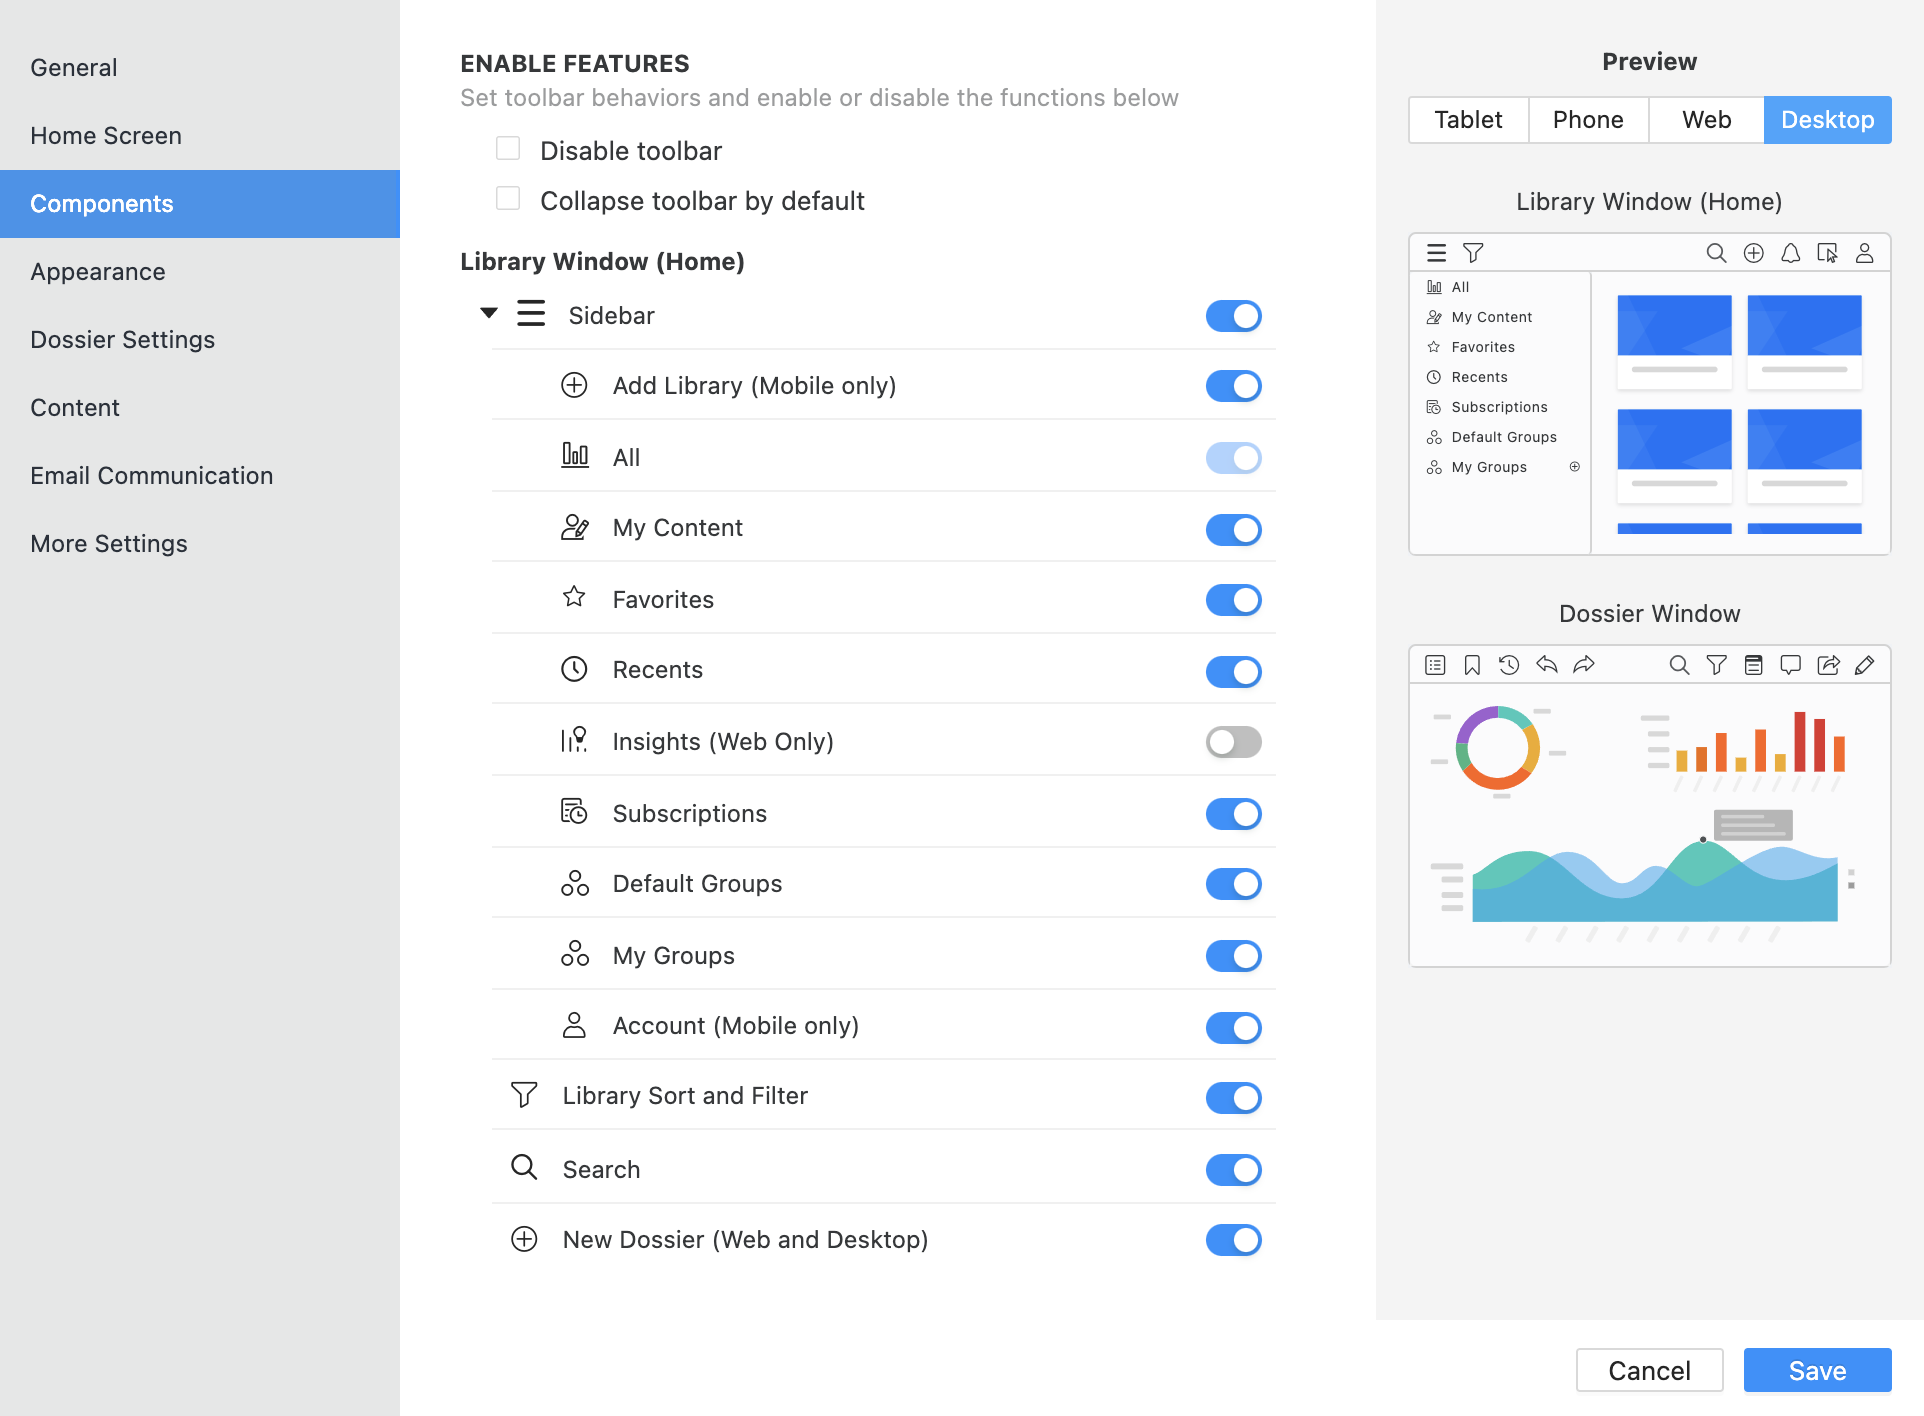 General
Home Screen
Components
Appearance
Dossier Settings
Content
Email Communication
More Settings
ENABLE FEATURES
Set toolbar behaviors and enable or disable the functions below
Disable toolbar
Collapse toolbar by default
Library Window (Home)
Sidebar
Add Library (Mobile only)
All
My Content
Favorites
Recents
Insights (Web Only)
Subscriptions
Default Groups
My Groups
Account (Mobile only)
Library Sort and Filter
Search
New Dossier (Web and Desktop)
Preview
Tablet Phone Web Desktop
Library Window (Home)
All
My Content
Favorites
Recents
Subscriptions
Default Groups
My Groups
Dossier Window
Cancel Save